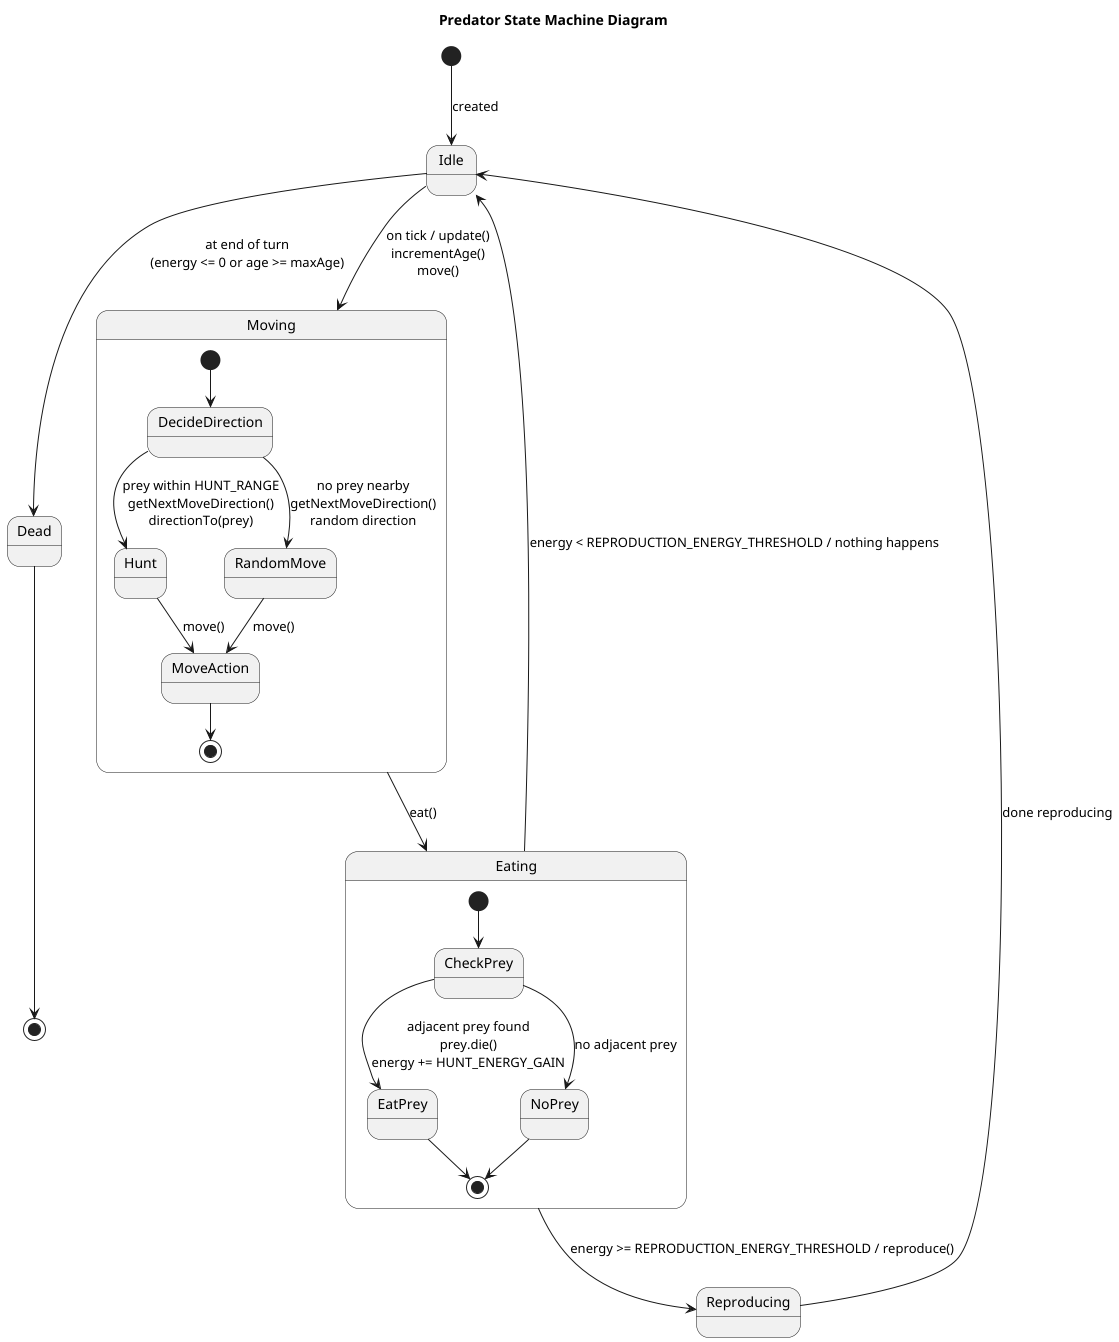 Predator State Machine Diagram
created
Idle
at end of turn
(energy <= 0 or age >= maxAge)
on tick / update()
incrementAge()
move()
Moving
DecideDirection
prey within HUNT_RANGE
getNextMoveDirection()
directionTo(prey)
no prey nearby
getNextMoveDirection()
random direction
Dead
energy < REPRODUCTION_ENERGY_THRESHOLD / nothing happens
Hunt
RandomMove
move()
move()
MoveAction
eat()
done reproducing
Eating
CheckPrey
adjacent prey found
prey.die()
energy += HUNT_ENERGY_GAIN
no adjacent prey
EatPrey
NoPrey
energy >= REPRODUCTION_ENERGY_THRESHOLD / reproduce()
Reproducing